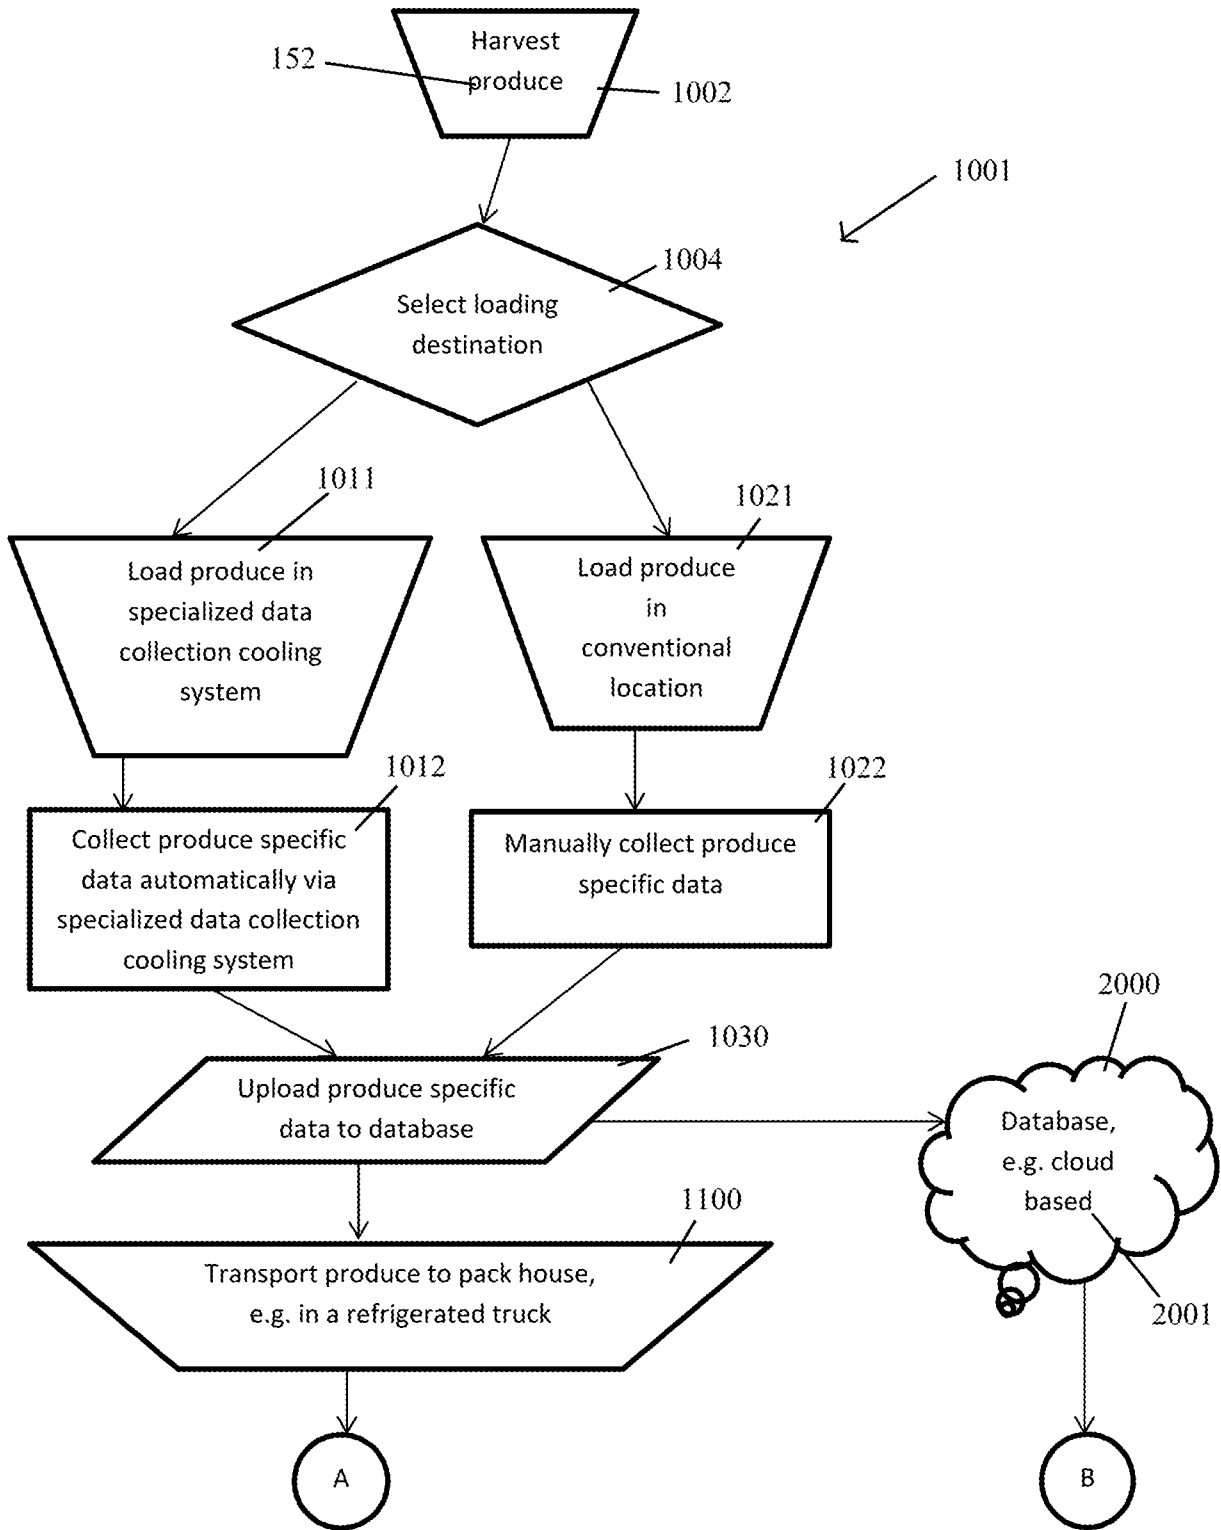 Harvest
produce
152
1002
1001
1004
Select loading
destination
1011
1021
Load produce in
specialized data
collection cooling
system
Load produce
in
conventional
location
1012
1022
Collect produce specific
data automatically via
specialized data collection
cooling system
Manually collect produce
specific data
2000
1030
Upload produce specific
data to database
Database,
e.g. cloud
based
2001
1100
Transport produce to pack house,
e.g. in a refrigerated truck
A
B